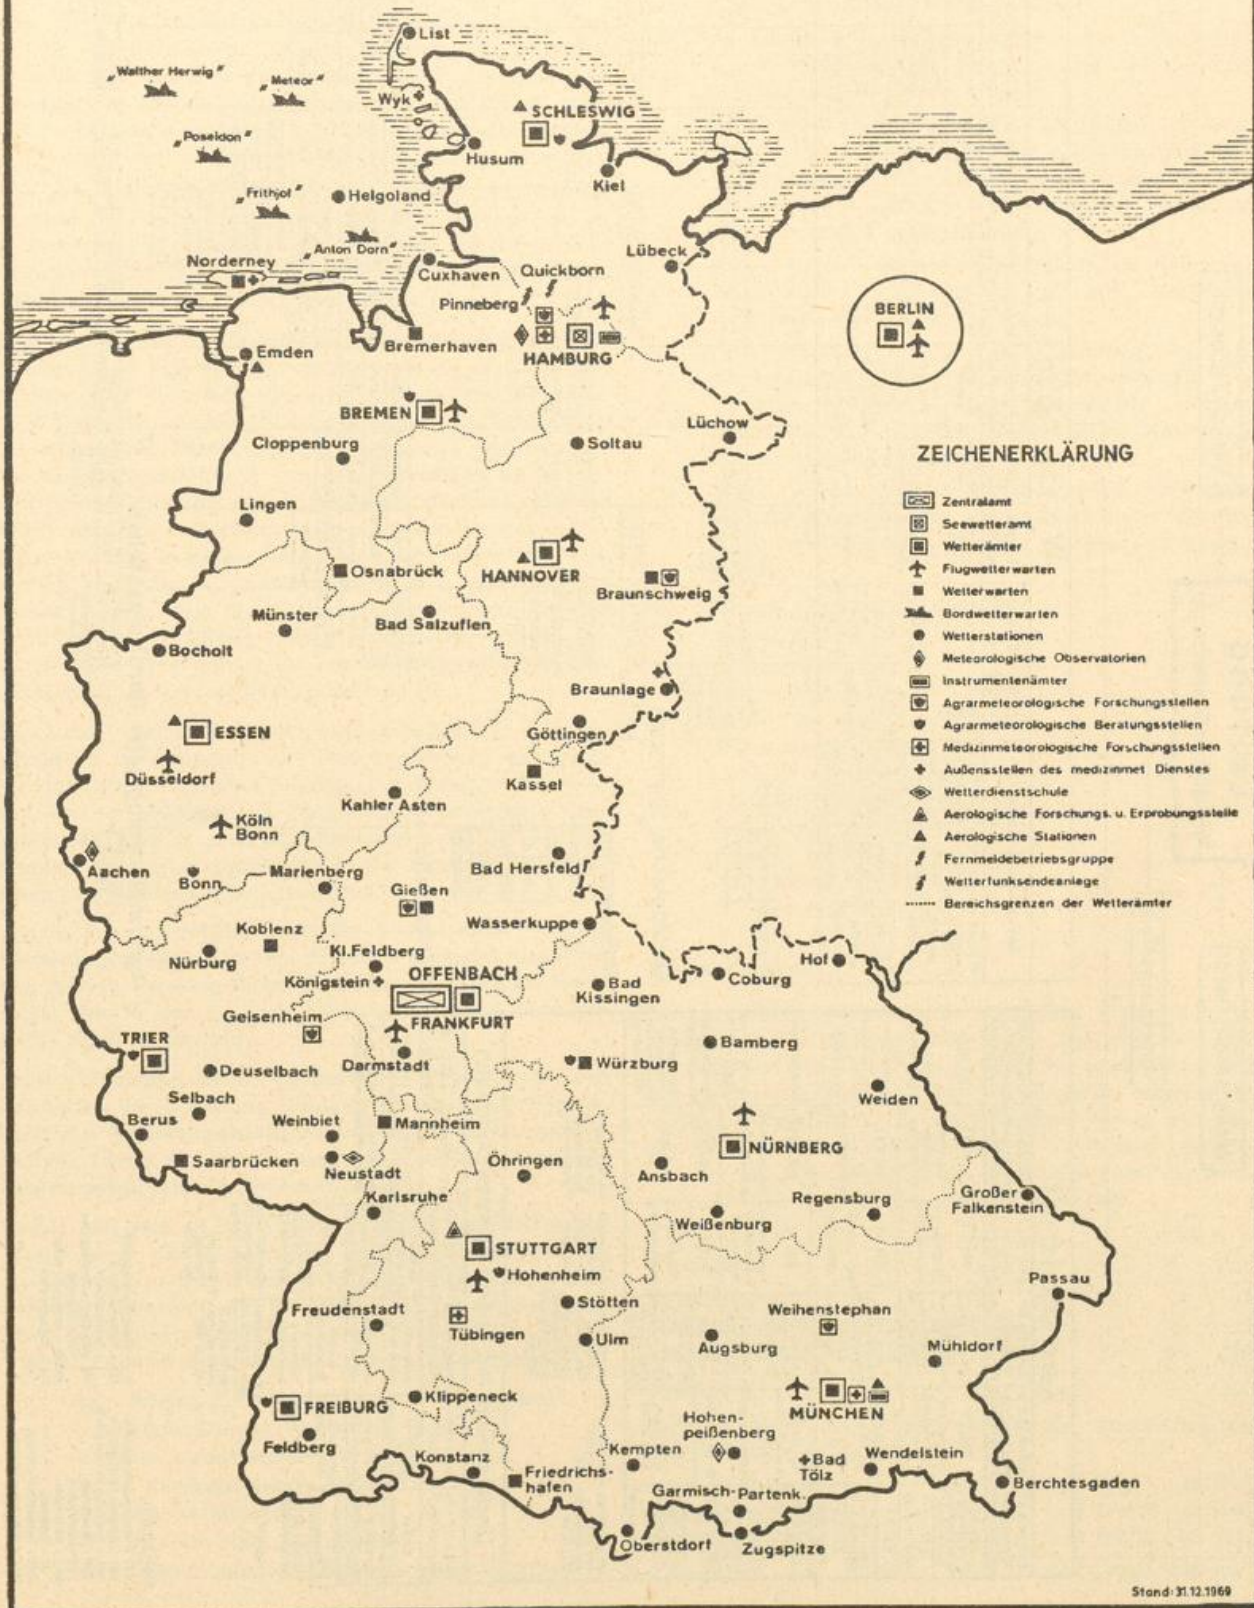 List
„Walther Herwig"
„Meteor"
Wyk
SCHLESWIG
„Poseidon"
Husum
Kiel
„Frithjof"
Helgoland
„Anton Dorn"
Norderney
Lübeck
Cuxhaven
Quickborn
Pinneberg
BERLIN
Emden
Bremerhaven
HAMBURG
BREMEN
Lüchow
Cloppenburg
Soltau
ZEICHENERKLÄRUNG
Zentralamt
Seewetteramt
Wetterämter
Flugwetterwarten
Wetterwarten
Bordwetterwarten
Wetterstationen
Meteorologische Observatorien
Instrumentenämter
Agrarmeteorologische Forschungsstellen
Agrarmeteorologische Beratungsstellen
Medizinmeteorologische Forschungsstellen
Außensstellen des medizinmet Dienstes
Wetterdienstschule
Aerologische Forschungs. u. Erprobungsstelle
Aerologische Stationen
Fernmeldebetriebsgruppe
Wetterfunksendeanlage
Bereichsgrenzen der Wetterämter
Lingen
Osnabrück
HANNOVER
Braunschweig
Münster
Bad Salzuflen
Bocholt
Braunlage
ESSEN
Göttingen
Düsseldorf
Kassel
Kahler Asten
Köln
Bonn
Aachen
Bonn
Marienberg
Bad Hersfeld
Gießen
Koblenz
Wasserkuppe
Nürburg
Kl.Feldberg
Hof
Königstein
OFFENBACH
Bad
Kissingen
Coburg
Geisenheim
FRANKFURT
TRIER
Bamberg
Deuselbach
Darmstadt
Würzburg
Selbach
Weiden
Berus
Weinbiet
Mannheim
NÜRNBERG
Saarbrücken
Neustadt
Öhringen
Ansbach
Karlsruhe
Regensburg
Großer
Falkenstein
Weißenburg
STUTTGART
Hohenheim
Passau
Freudenstadt
Stötten
Weihenstephan
Tübingen
Ulm
Augsburg
Mühldorf
FREIBURG
Klippeneck
MÜNCHEN
Feldberg
Hohen-
peißenberg
Konstanz
Kempten
Bad
Tölz
Wendelstein
Friedrichs-
hafen
Garmisch-Partenk.
Berchtesgaden
Oberstdorf
Zugspitze
Stand:31.12.1969